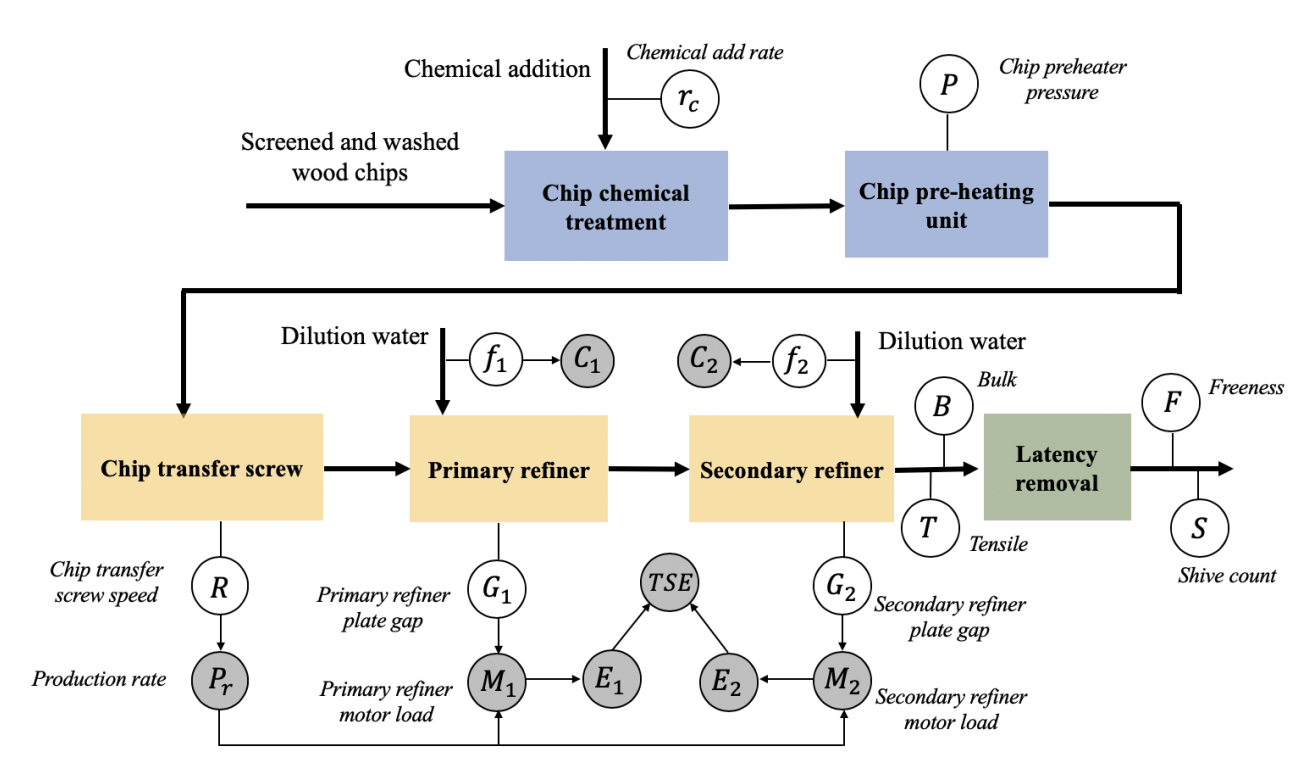 Chemical addition
Chemical add rate
r_c
P
Chip preheater
pressure
Screened and washed
wood chips
Chip chemical
treatment
Chip pre-heating
unit
Dilution water
f_1
C_1
C_2
f_2
Dilution water
B
Bulk
F
Freeness
Chip transfer screw
Primary refiner
Secondary refiner
Latency
removal
T
Tensile
S
Shive count
Chip transfer
screw speed
R
Primary refiner
plate gap
G_1
TSE
G_2
Secondary refiner
plate gap
Production rate
P_r
Primary refiner
motor load
M_1
E_1
E_2
M_2
Secondary refiner
motor load